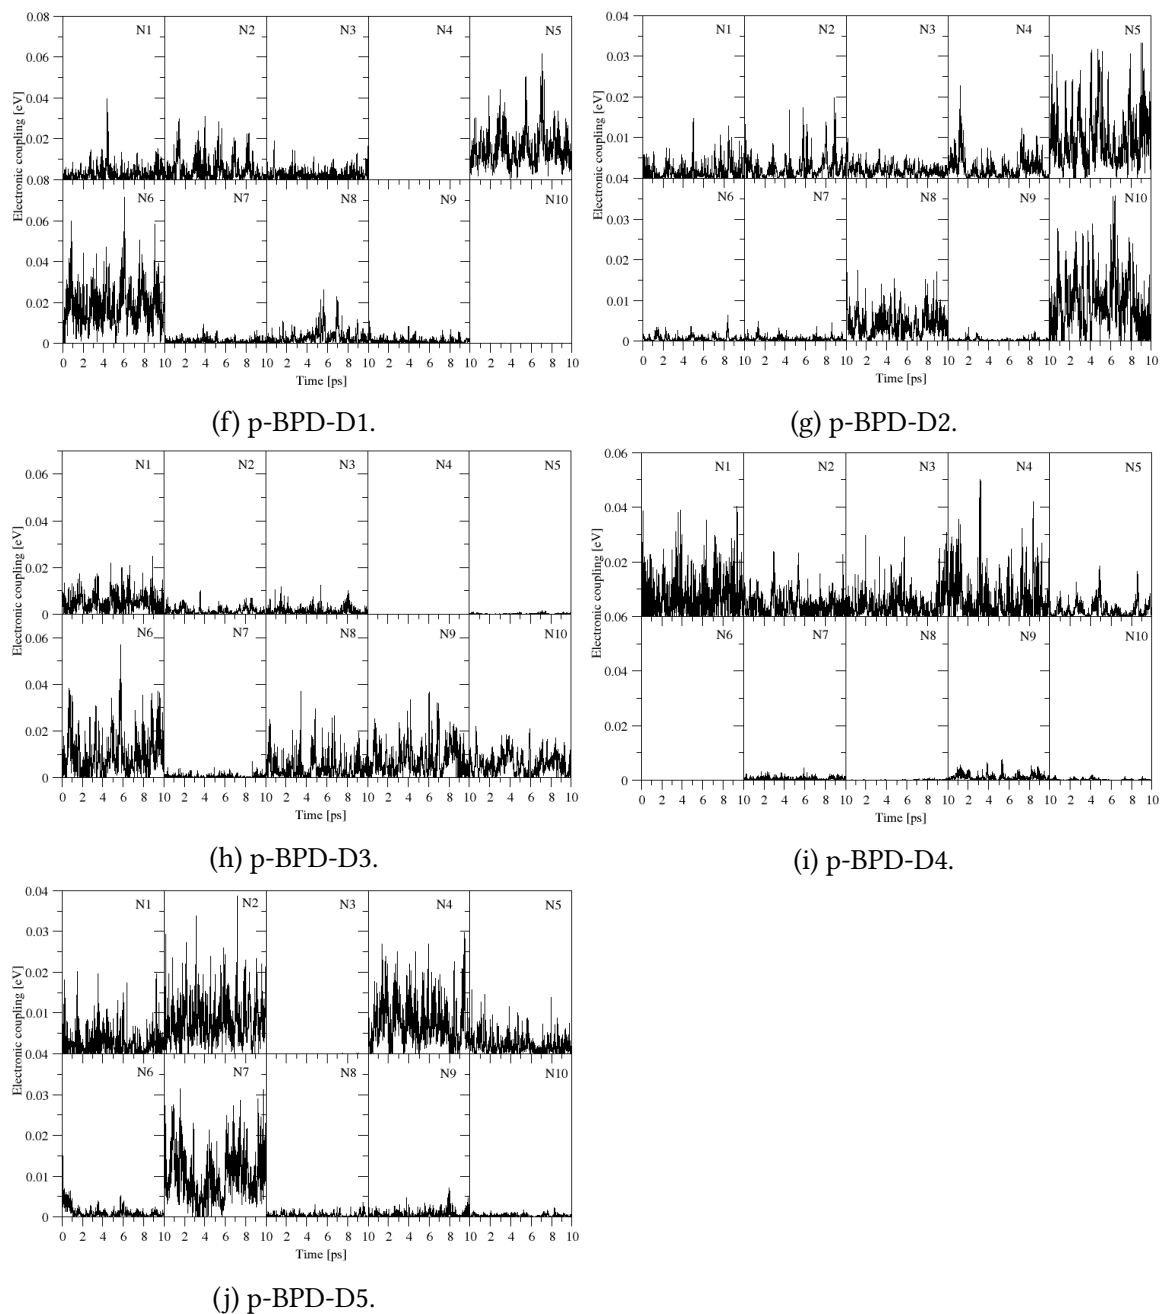 0.08 N1 N2 N3 N4 N5
0.06
0.04
0.02
0.08
N6 N7 N8 N9 N10
0.06
0.04
0.02
0
0 2 4 6 8 10 2 4 6 8 10 2 4 6 8 10 2 4 6 8 10 2 4 6 8 10
Electronic coupling [eV]
Time [ps]
(f) p-BPD-D1.
0.04 N1 N2 N3 N4 N5
0.03
0.02
0.01
0.04
N6 N7 N8 N9 N10
0.03
0.02
0.01
0
6 2 4 6 8 10 2 4 6 8 10 2 4 6 8 10 2 4 6 8 10
Electronic coupling [eV]
Time [ps]
(g) p-BPD-D2.
N1 N2 N3 N4 N5
0.06
0.04
0.02
0
N6 N7 N8 N9 N10
0.06
0.04
0.02
0
0 2 4 6 8 10 2 4 6 8 10 2 4 6 8 10 2 4 6 8 10 2 4 6 8 10
Electronic coupling [eV]
Time [ps]
(h) p-BPD-D3.
0.06 N1 N2 N3 N4 N5
0.04
0.02
0.06
N6 N7 N8 N9 N10
0.04
0.02
0
0 2 4 6 8 10 2 4 6 8 10 2 4 6 8 10 2 4 6 8 10 2 4 6 8 10
Electronic coupling [eV]
Time [ps]
(i) p-BPD-D4.
0.04 N1 N2 N3 N4 N5
0.03
0.02
0.01
0.04
N6 N7 N8 N9 N10
0.03
0.02
0.01
0
0 2 4 6 8 10 2 4 6 8 10 2 4 6 8 10 2 4 6 8 10 2 4 6 8 10
Electronic coupling [eV]
Time [ps]
(j) p-BPD-D5.